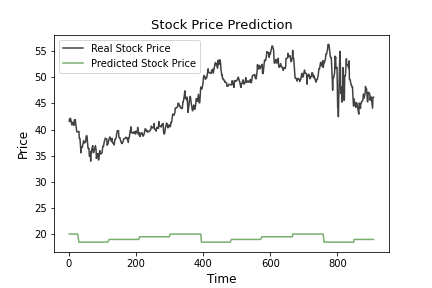 Stock Price Prediction
Real Stock Price
Predicted Stock Price
55
50
45
40
35
30
25
20
Price
0 200 400 600 800
Time